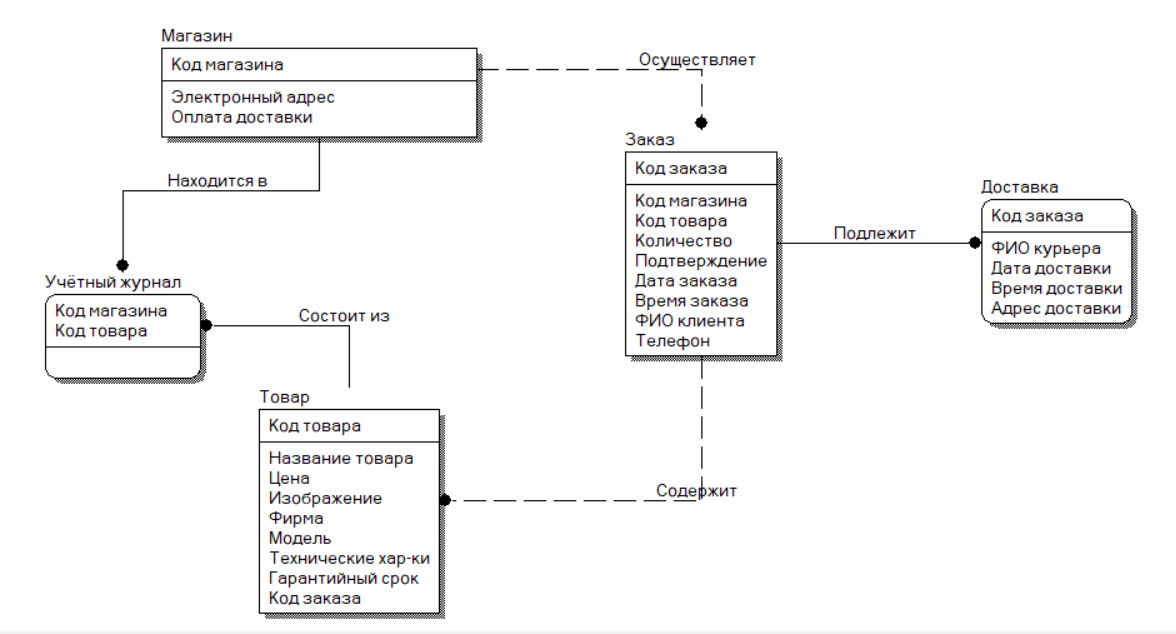 Магазин
Код магазина
Электронный адрес
Оплата доставки
Осуществляет
Заказ
Код заказа
Код магазина
Код товара
Количество
Подтверждение
Дата заказа
Время заказа
ФИО клиента
Телефон
Подлежит
Доставка
Код заказа
ФИО курьера
Дата доставки
Время доставки
Адрес доставки
Находится в
Учётный журнал
Код магазина
Код товара
Состоит из
Товар
Код товара
Название товара
Цена
Изображение
Фирма
Модель
Технические хар-ки
Гарантийный срок
Код заказа
Содержит